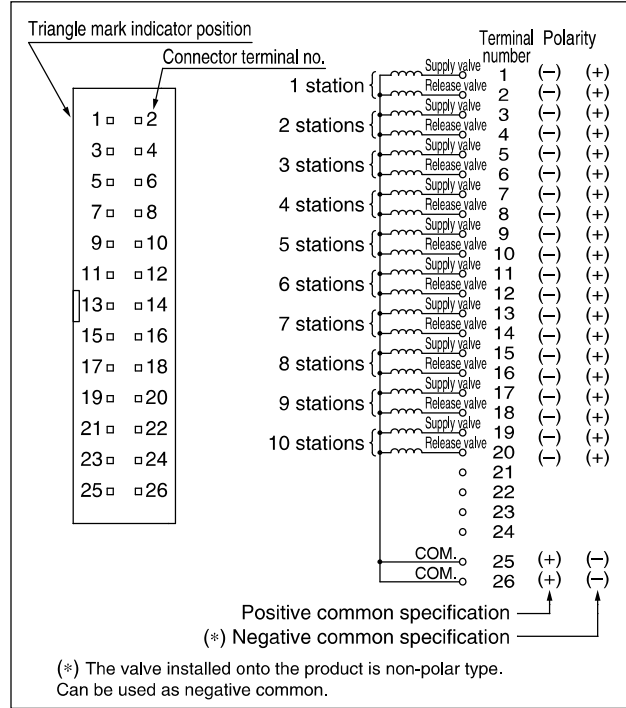 Triangle mark indicator position
Connector terminal no.
1 2
3 4
5 6
7 8
9 10
11 12
13 14
15 16
17 18
19 20
21 22
23 24
25 26
Terminal number Polarity
1 station Supply valve 1 (−) (+)
Release valve 2 (−) (+)
2 stations Supply valve 3 (−) (+)
Release valve 4 (−) (+)
3 stations Supply valve 5 (−) (+)
Release valve 6 (−) (+)
4 stations Supply valve 7 (−) (+)
Release valve 8 (−) (+)
5 stations Supply valve 9 (−) (+)
Release valve 10 (−) (+)
6 stations Supply valve 11 (−) (+)
Release valve 12 (−) (+)
7 stations Supply valve 13 (−) (+)
Release valve 14 (−) (+)
8 stations Supply valve 15 (−) (+)
Release valve 16 (−) (+)
9 stations Supply valve 17 (−) (+)
Release valve 18 (−) (+)
10 stations Supply valve 19 (−) (+)
Release valve 20 (−) (+)
21
22
23
24
COM. 25 (+) (−)
COM. 26 (+) (−)
Positive common specification
(*) Negative common specification
(*) The valve installed onto the product is non-polar type.
Can be used as negative common.